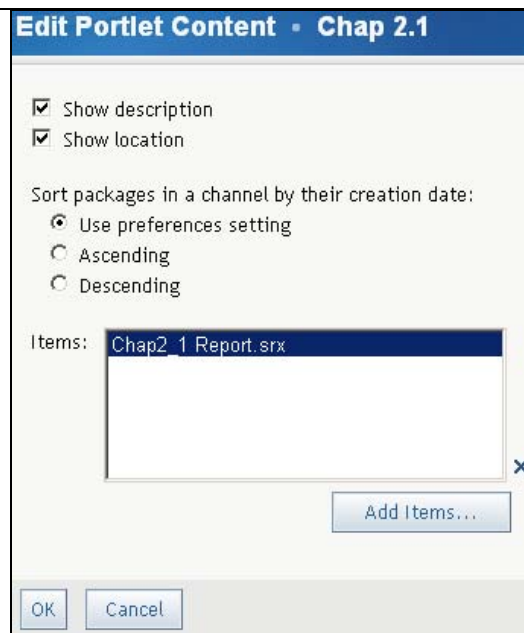 Edit Portlet Content • Chap 2.1
Show description
Show location
Sort packages in a channel by their creation date:
Use preferences setting
Ascending
Descending
Items:
Chap2_1 Report.srx
Add Items...
OK
Cancel